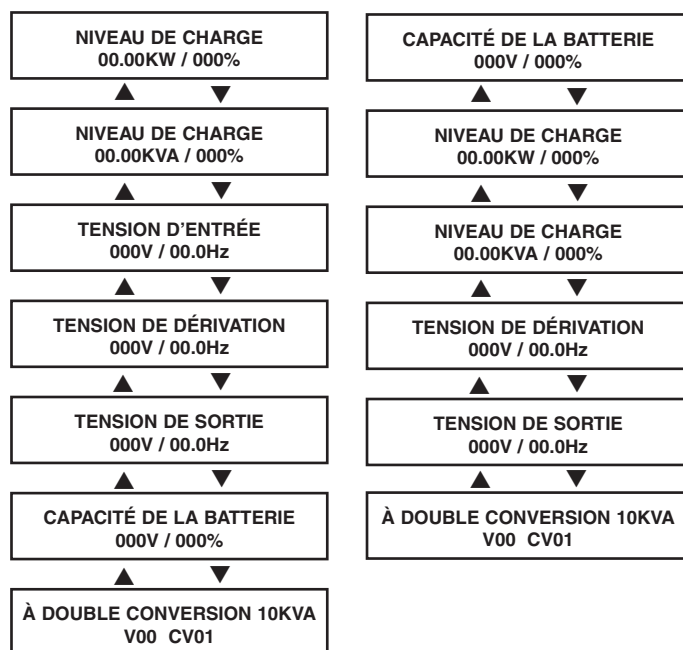 NIVEAU DE CHARGE
00.00KW / 000%
NIVEAU DE CHARGE
00.00KVA / 000%
TENSION D'ENTRÉE
000V / 00.0Hz
TENSION DE DÉRIVATION
000V / 00.0Hz
TENSION DE SORTIE
000V / 00.0Hz
CAPACITÉ DE LA BATTERIE
000V / 000%
À DOUBLE CONVERSION 10KVA
V00 CV01
CAPACITÉ DE LA BATTERIE
000V / 000%
NIVEAU DE CHARGE
00.00KW / 000%
NIVEAU DE CHARGE
00.00KVA / 000%
TENSION DE DÉRIVATION
000V / 00.0Hz
TENSION DE SORTIE
000V / 00.0Hz
À DOUBLE CONVERSION 10KVA
V00 CV01